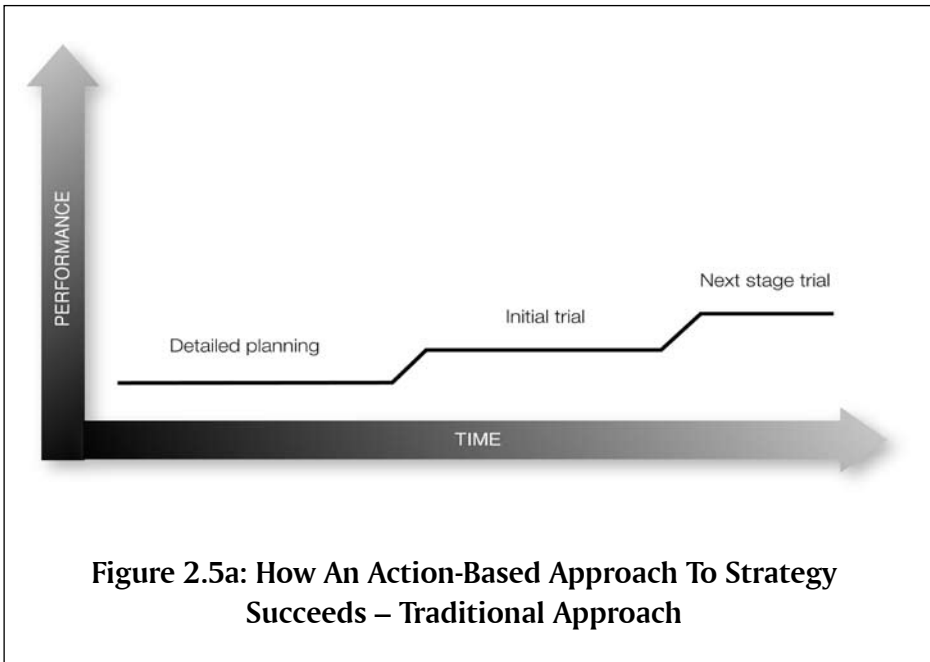 PERFORMANCE
Next stage trial
Initial trial
Detailed planning
TIME
Figure 2.5a: How An Action-Based Approach To Strategy
Succeeds – Traditional Approach